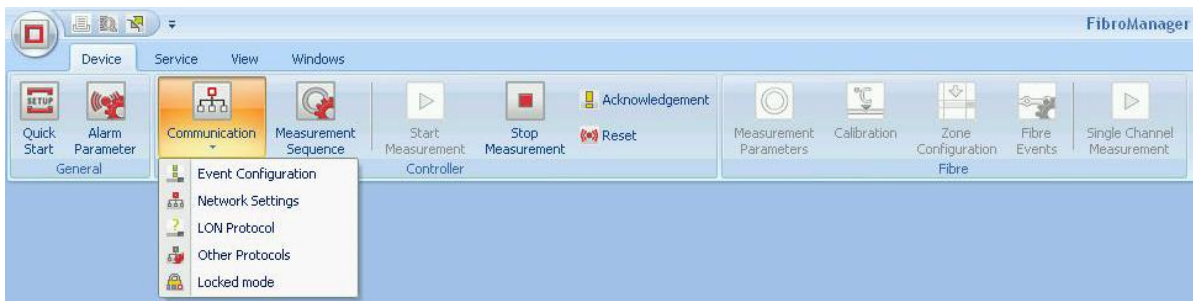 FibroManager
Device Service View Windows
Quick Start
Alarm Parameter
Communication
Measurement Sequence
Start Measurement
Stop Measurement
Acknowledgement
Reset
Measurement Parameters
Calibration
Zone Configuration
Fibre Events
Single Channel Measurement
General
Controller
Fibre
Event Configuration
Network Settings
LON Protocol
Other Protocols
Locked mode